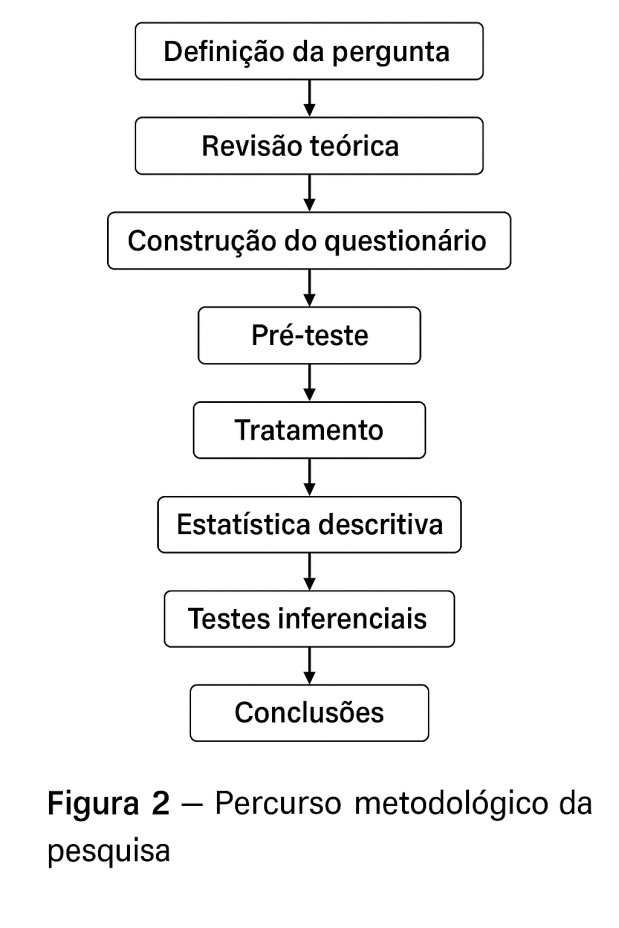 Definição da pergunta
Revisão teórica
Construção do questionário
Pré-teste
Tratamento
Estatística descritiva
Testes inferenciais
Conclusões
Figura 2 — Percurso metodológico da
pesquisa